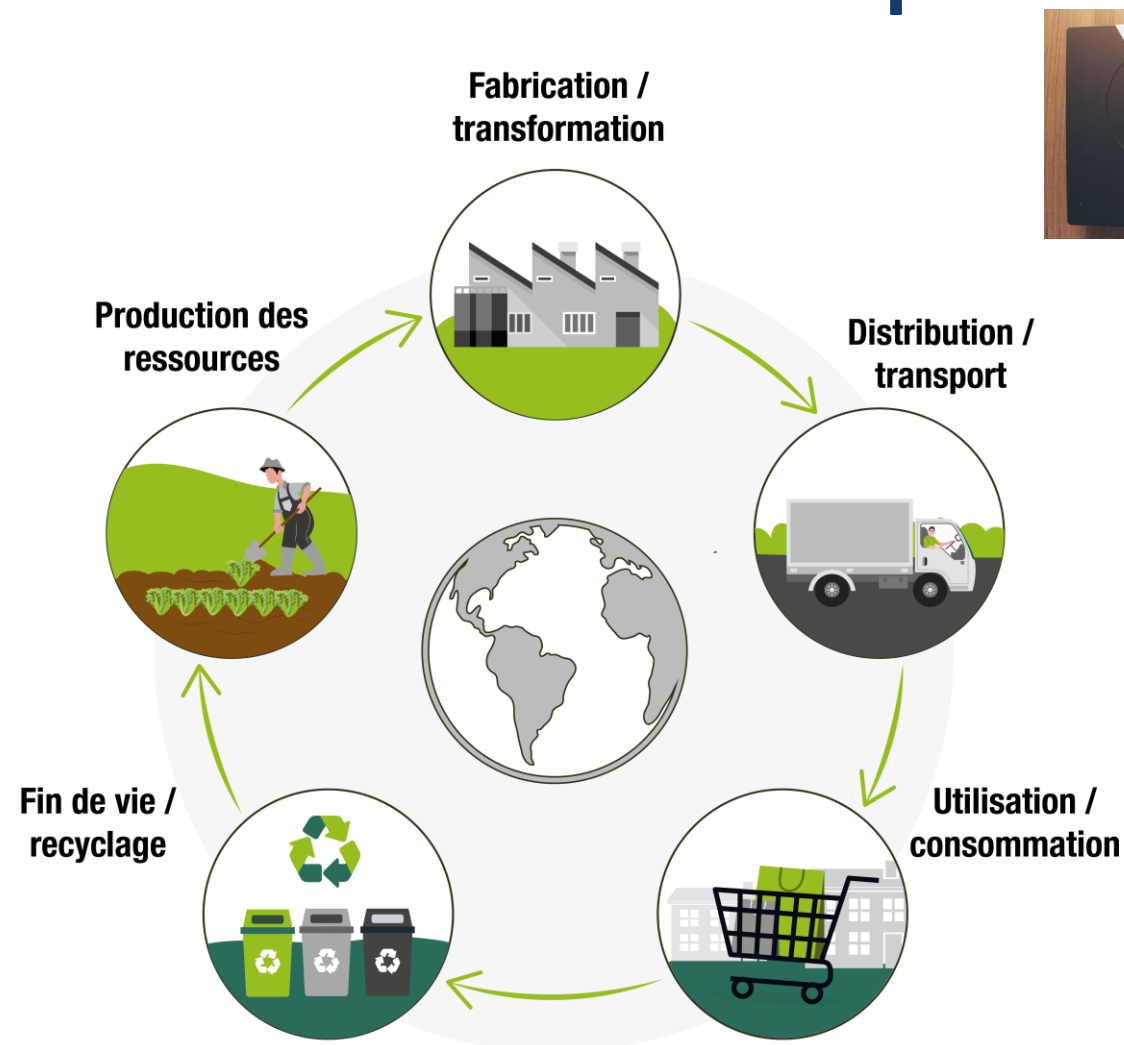 Fabrication /
transformation
Production des
ressources
Distribution /
transport
Fin de vie /
recyclage
Utilisation /
consommation